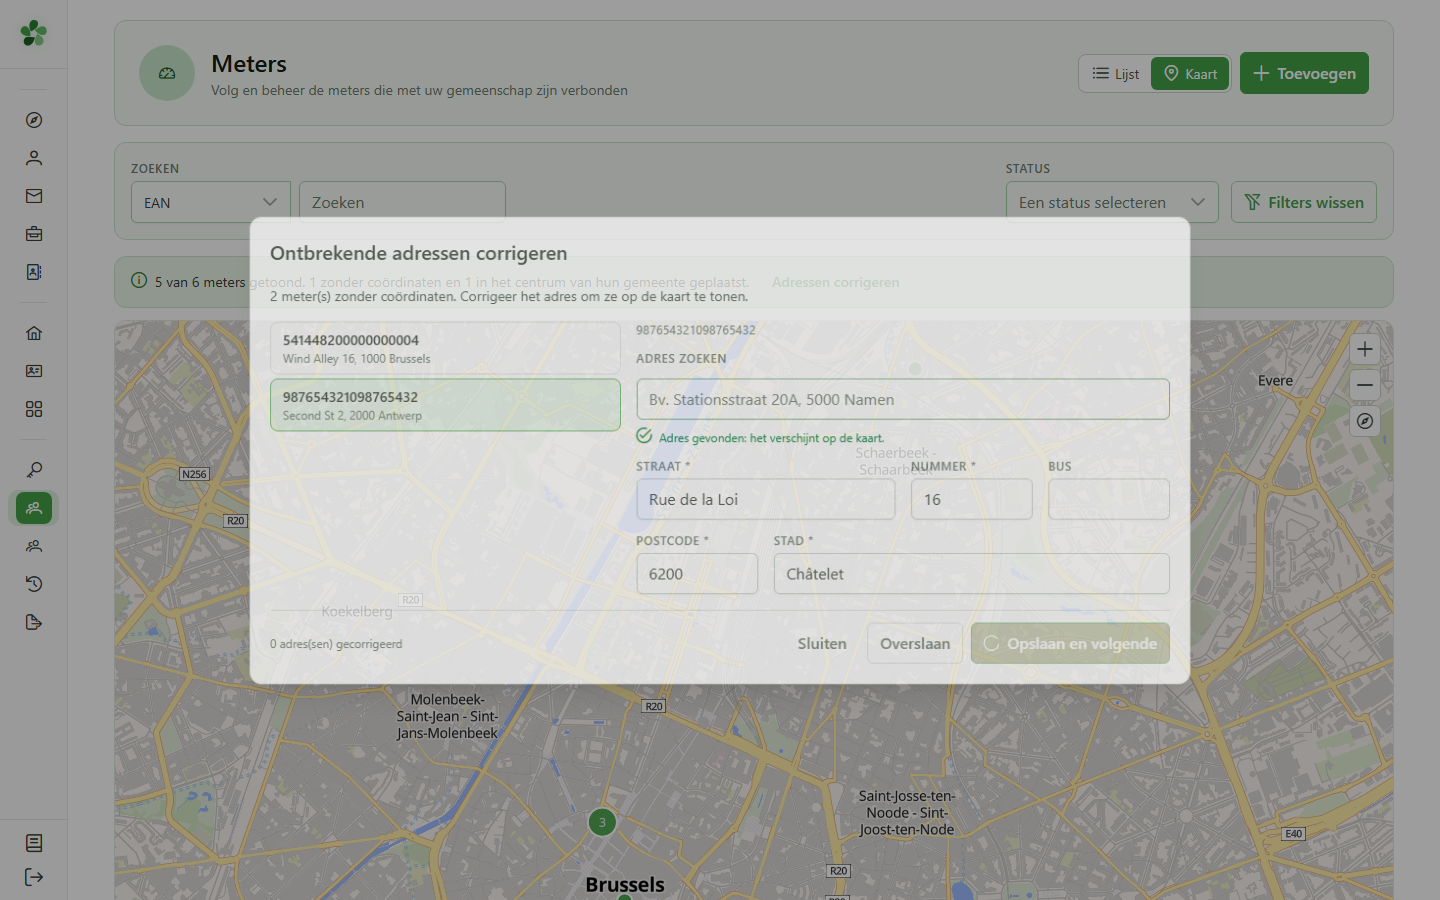 Meters
Volg en beheer de meters die met uw gemeenschap zijn verbonden
Lijst
Kaart
Toevoegen
ZOEKEN
EAN
Zoeken
STATUS
Een status selecteren
Filters wissen
5 van 6 meters getoond. 1 zonder coördinaten en 1 in het centrum van hun gemeente geplaatst.
Adressen corrigeren
Ontbrekende adressen corrigeren
2 meter(s) zonder coördinaten. Corrigeer het adres om ze op de kaart te tonen.
541448200000000004
Wind Alley 16, 1000 Brussels
987654321098765432
Second St 2, 2000 Antwerp
987654321098765432
ADRES ZOEKEN
Bv. Stationsstraat 20A, 5000 Namen
Adres gevonden: het verschijnt op de kaart.
STRAAT *
Rue de la Loi
NUMMER *
16
BUS
POSTCODE *
6200
STAD *
Châtelet
0 adres(sen) gecorrigeerd
Sluiten
Overslaan
Opslaan en volgende
Evere
Schaerbeek -
Schaarbeek
N256
R20
Koekelberg
R20
Molenbeek-
Saint-Jean - Sint-
Jans-Molenbeek
R20
Saint-Josse-ten-
Noode - Sint-
Joost-ten-Node
3
E40
R20
Brussels